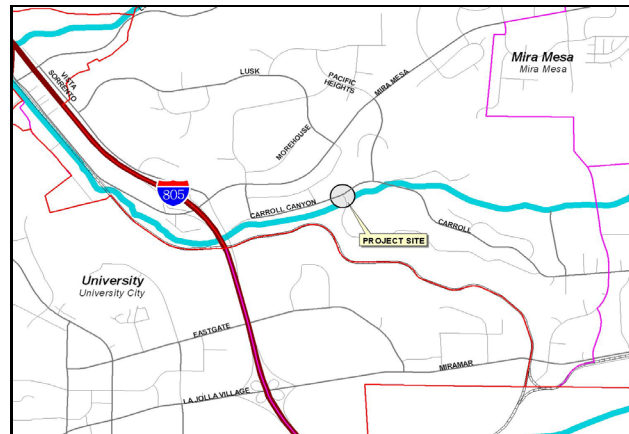 Mira Mesa
Mira Mesa
LUSK
PACIFIC
HEIGHTS
MIRA MESA
VISTA
SORRENTO
MOREHOUSE
805
CARROLL CANYON
CARROLL
PROJECT SITE
University
University City
EASTGATE
MIRAMAR
LA JOLLA VILLAGE